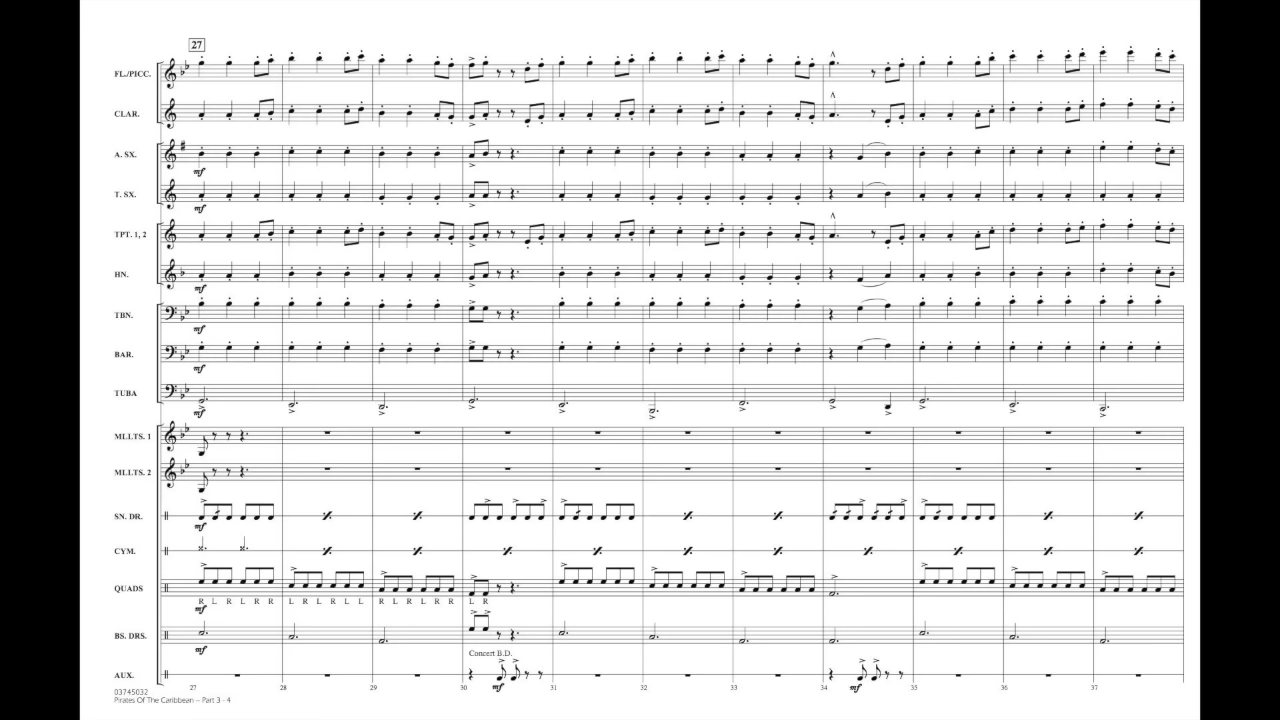 27
FL./PICC.
CLAR.
A. SX.
mf
T. SX.
mf
TPT. 1, 2
HN.
mf
TBN.
mf
BAR.
mf
TUBA
mf
MLLTS. 1
MLLTS. 2
SN. DR.
mf
CYM.
QUADS
R L R L R R L R L R L L R L R L R R L R
mf
BS. DRS.
mf
Concert B.D.
AUX.
mf mf
27 28 29 30 31 32 33 34 35 36 37
03745032
Pirates Of The Caribbean – Part 3 - 4